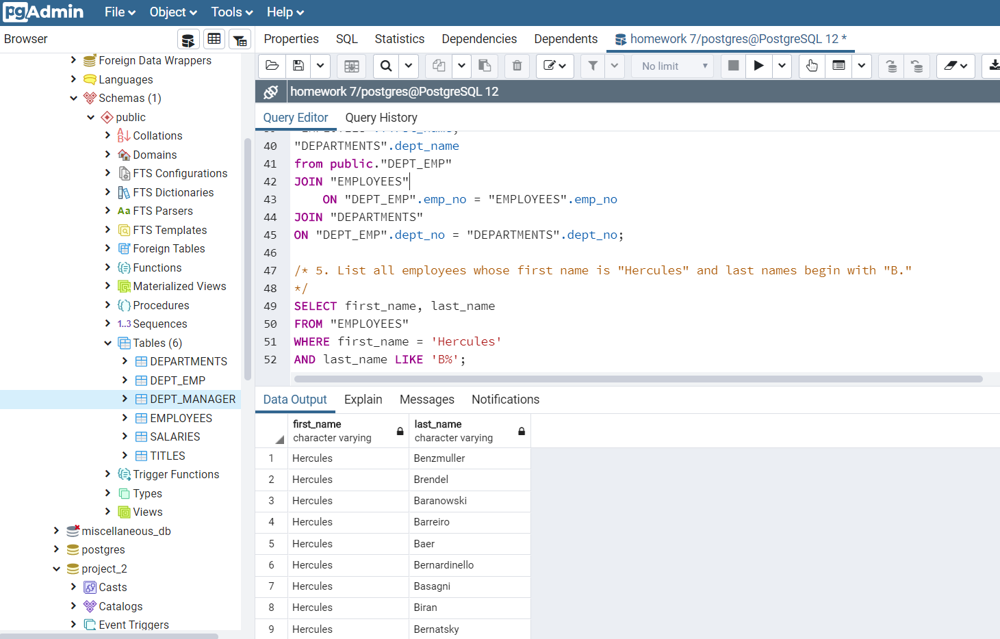 pgAdmin File Object Tools Help
Browser
Properties SQL Statistics Dependencies Dependents homework 7/postgres@PostgreSQL 12 *
No limit
homework 7/postgres@PostgreSQL 12
Query Editor Query History
Foreign Data Wrappers
Languages
Schemas (1)
public
Collations
Domains
FTS Configurations
FTS Dictionaries
Aa FTS Parsers
FTS Templates
Foreign Tables
Functions
Materialized Views
Procedures
1..3 Sequences
Tables (6)
DEPARTMENTS
DEPT_EMP
DEPT_MANAGER
EMPLOYEES
SALARIES
TITLES
Trigger Functions
Types
Views
miscellaneous_db
postgres
project_2
Casts
Catalogs
Event Triggers
40 "DEPARTMENTS".dept_name
41 from public."DEPT_EMP"
42 JOIN "EMPLOYEES"
43 ON "DEPT_EMP".emp_no = "EMPLOYEES".emp_no
44 JOIN "DEPARTMENTS"
45 ON "DEPT_EMP".dept_no = "DEPARTMENTS".dept_no;
46
47 /* 5. List all employees whose first name is "Hercules" and last names begin with "B."
48 */
49 SELECT first_name, last_name
50 FROM "EMPLOYEES"
51 WHERE first_name = 'Hercules'
52 AND last_name LIKE 'B%';
Data Output Explain Messages Notifications
first_name last_name
character varying character varying
1 Hercules Benzmuller
2 Hercules Brendel
3 Hercules Baranowski
4 Hercules Barreiro
5 Hercules Baer
6 Hercules Bernardinello
7 Hercules Basagni
8 Hercules Biran
9 Hercules Bernatsky